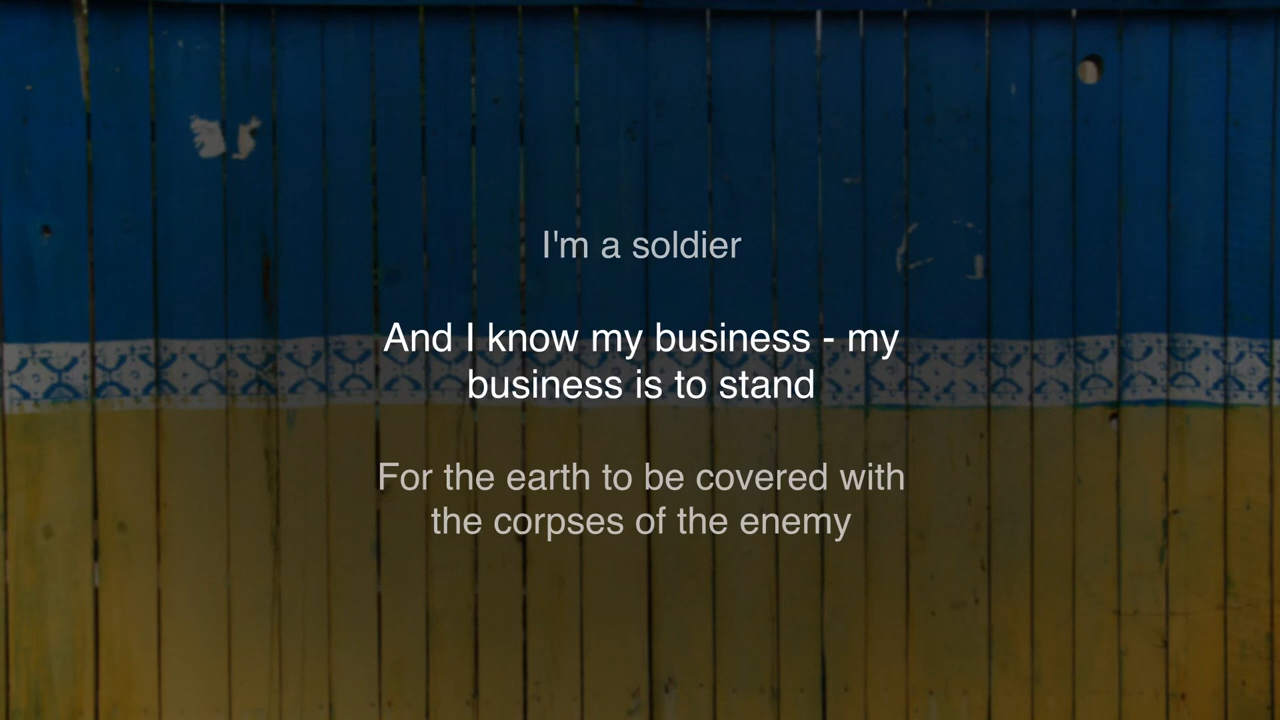 I'm a soldier
And I know my business - my
business is to stand
For the earth to be covered with
the corpses of the enemy